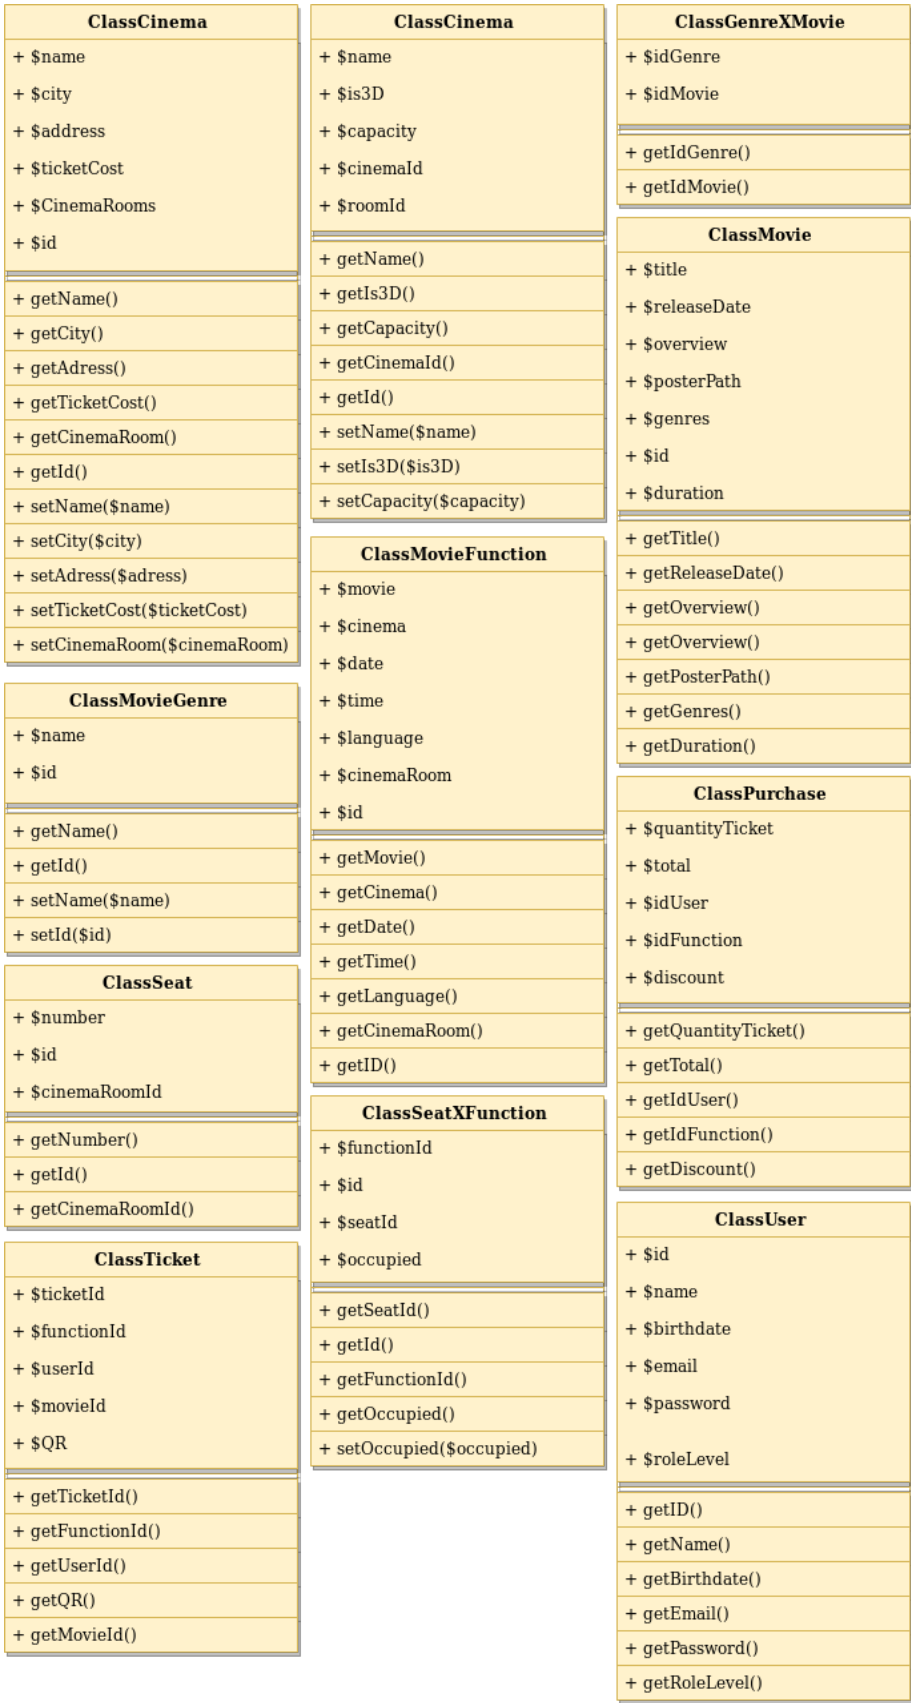 ClassCinema
+ $name
+ $city
+ $address
+ $ticketCost
+ $CinemaRooms
+ $id
+ getName()
+ getCity()
+ getAdress()
+ getTicketCost()
+ getCinemaRoom()
+ getId()
+ setName($name)
+ setCity($city)
+ setAdress($adress)
+ setTicketCost($ticketCost)
+ setCinemaRoom($cinemaRoom)
ClassMovieGenre
+ $name
+ $id
+ getName()
+ getId()
+ setName($name)
+ setId($id)
ClassSeat
+ $number
+ $id
+ $cinemaRoomId
+ getNumber()
+ getId()
+ getCinemaRoomId()
ClassTicket
+ $ticketId
+ $functionId
+ $userId
+ $movieId
+ $QR
+ getTicketId()
+ getFunctionId()
+ getUserId()
+ getQR()
+ getMovieId()
ClassCinema
+ $name
+ $is3D
+ $capacity
+ $cinemaId
+ $roomId
+ getName()
+ getIs3D()
+ getCapacity()
+ getCinemaId()
+ getId()
+ setName($name)
+ setIs3D($is3D)
+ setCapacity($capacity)
ClassMovieFunction
+ $movie
+ $cinema
+ $date
+ $time
+ $language
+ $cinemaRoom
+ $id
+ getMovie()
+ getCinema()
+ getDate()
+ getTime()
+ getLanguage()
+ getCinemaRoom()
+ getID()
ClassSeatXFunction
+ $functionId
+ $id
+ $seatId
+ $occupied
+ getSeatId()
+ getId()
+ getFunctionId()
+ getOccupied()
+ setOccupied($occupied)
ClassGenreXMovie
+ $idGenre
+ $idMovie
+ getIdGenre()
+ getIdMovie()
ClassMovie
+ $title
+ $releaseDate
+ $overview
+ $posterPath
+ $genres
+ $id
+ $duration
+ getTitle()
+ getReleaseDate()
+ getOverview()
+ getOverview()
+ getPosterPath()
+ getGenres()
+ getDuration()
ClassPurchase
+ $quantityTicket
+ $total
+ $idUser
+ $idFunction
+ $discount
+ getQuantityTicket()
+ getTotal()
+ getIdUser()
+ getIdFunction()
+ getDiscount()
ClassUser
+ $id
+ $name
+ $birthdate
+ $email
+ $password
+ $roleLevel
+ getID()
+ getName()
+ getBirthdate()
+ getEmail()
+ getPassword()
+ getRoleLevel()